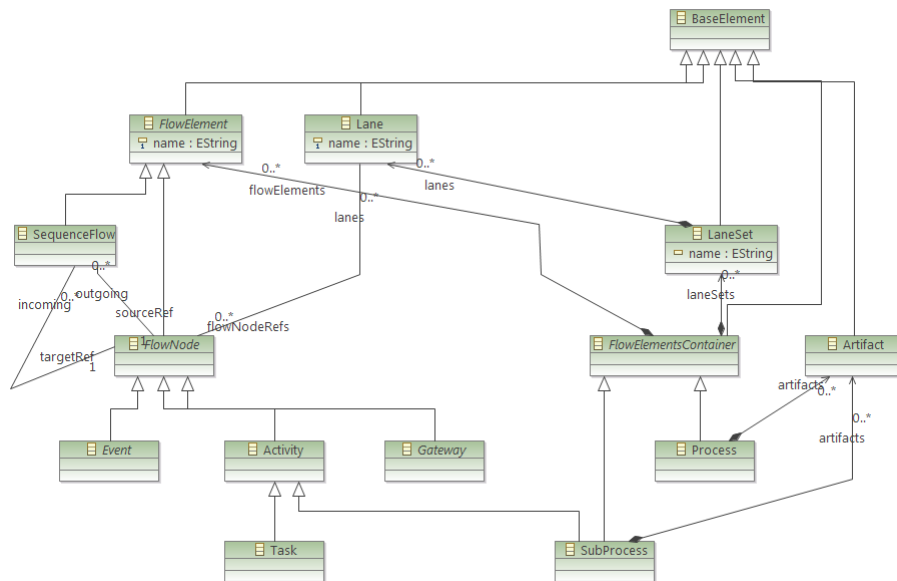 BaseElement
FlowElement
name : EString
Lane
name : EString
0..*
flowElements
0..*
lanes
0..*
lanes
SequenceFlow
LaneSet
name : EString
0..*
outgoing
incoming
0..*
sourceRef
0..*
laneSets
0..*
flowNodeRefs
targetRef
1
1
FlowNode
FlowElementsContainer
Artifact
artifacts
0..*
0..*
artifacts
Event
Activity
Gateway
Process
Task
SubProcess